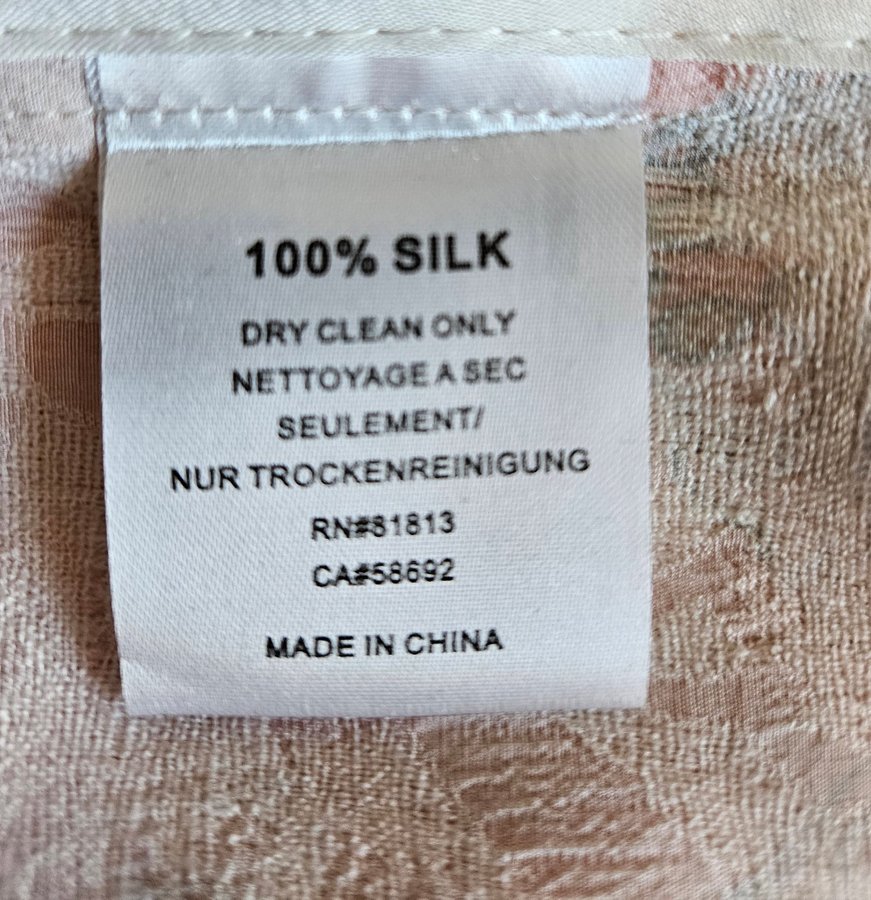 100% SILK
DRY CLEAN ONLY
NETTOYAGE A SEC
SEULEMENT/
NUR TROCKENREINIGUNG
RN#81813
CA#58692
MADE IN CHINA